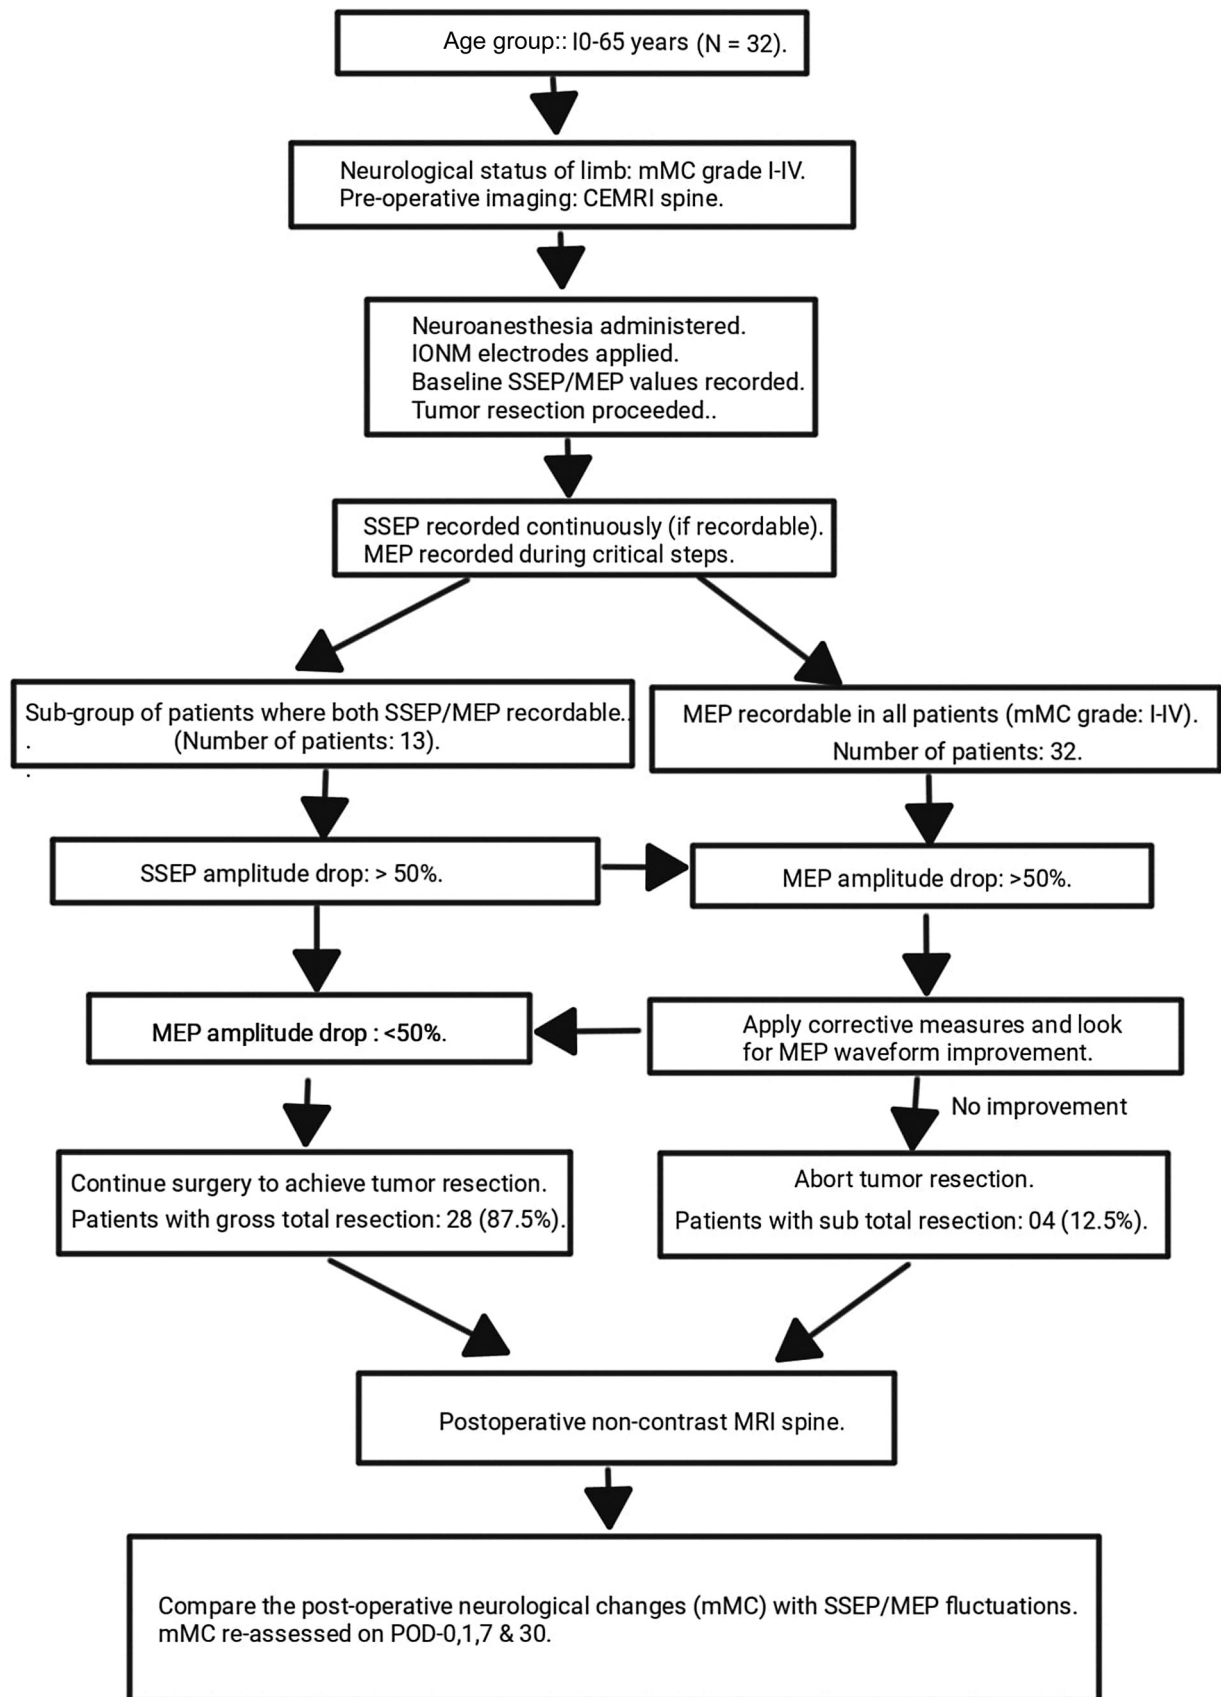 Age group:: I0-65 years (N = 32).
Neurological status of limb: mMC grade I-IV.
Pre-operative imaging: CEMRI spine.
Neuroanesthesia administered.
IONM electrodes applied.
Baseline SSEP/MEP values recorded.
Tumor resection proceeded..
SSEP recorded continuously (if recordable).
MEP recorded during critical steps.
Sub-group of patients where both SSEP/MEP recordable..
. (Number of patients: 13).
.
MEP recordable in all patients (mMC grade: I-IV).
Number of patients: 32.
SSEP amplitude drop: > 50%.
MEP amplitude drop: >50%.
MEP amplitude drop : <50%.
Apply corrective measures and look
for MEP waveform improvement.
No improvement
Continue surgery to achieve tumor resection.
Patients with gross total resection: 28 (87.5%).
Abort tumor resection.
Patients with sub total resection: 04 (12.5%).
Postoperative non-contrast MRI spine.
Compare the post-operative neurological changes (mMC) with SSEP/MEP fluctuations.
mMC re-assessed on POD-0,1,7 & 30.